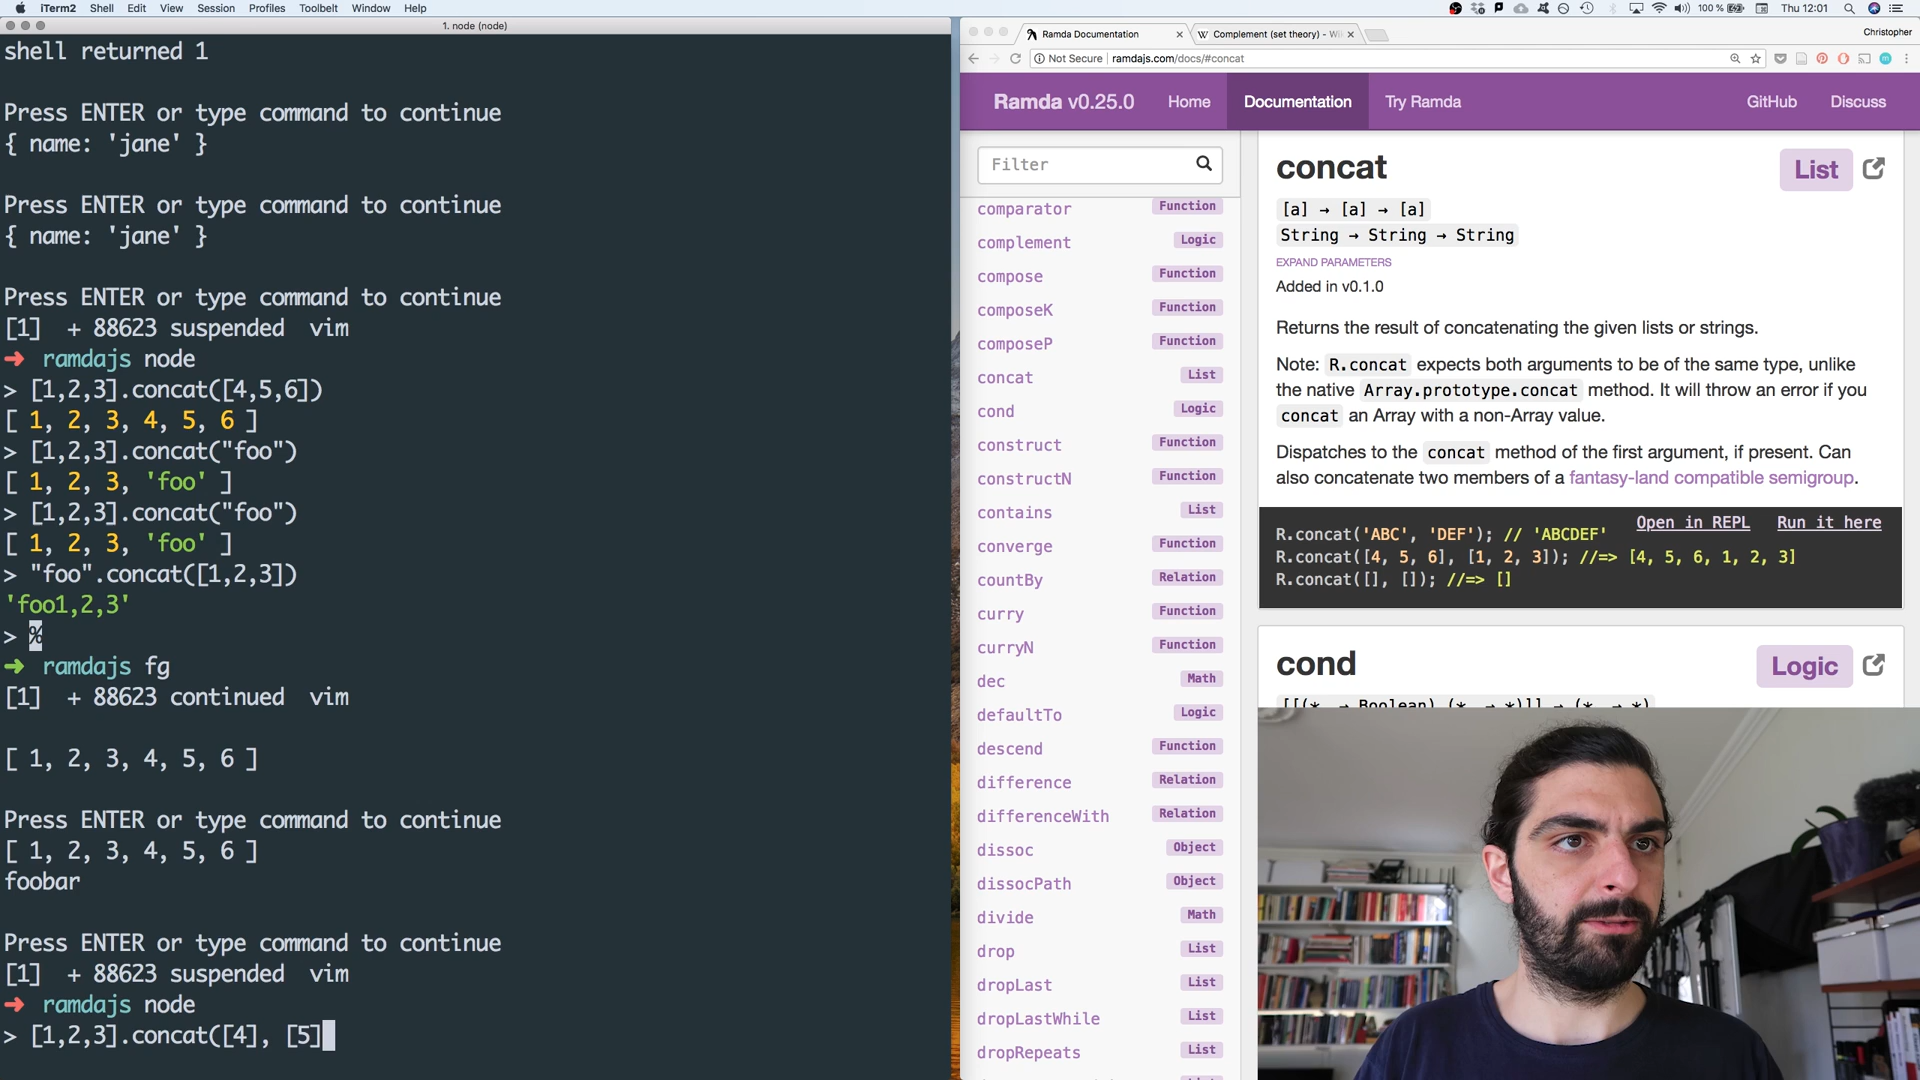 iTerm2 Shell Edit View Session Profiles Toolbelt Window Help
100 % Thu 12:01
1. node (node)
shell returned 1
Press ENTER or type command to continue
{ name: 'jane' }
Press ENTER or type command to continue
{ name: 'jane' }
Press ENTER or type command to continue
[1]  + 88623 suspended  vim
➜  ramdajs node
> [1,2,3].concat([4,5,6])
[ 1, 2, 3, 4, 5, 6 ]
> [1,2,3].concat("foo")
[ 1, 2, 3, 'foo' ]
> [1,2,3].concat("foo")
[ 1, 2, 3, 'foo' ]
> "foo".concat([1,2,3])
'foo1,2,3'
> %
➜  ramdajs fg
[1]  + 88623 continued  vim
[ 1, 2, 3, 4, 5, 6 ]
Press ENTER or type command to continue
[ 1, 2, 3, 4, 5, 6 ]
foobar
Press ENTER or type command to continue
[1]  + 88623 suspended  vim
➜  ramdajs node
> [1,2,3].concat([4], [5]
Ramda Documentation
Complement (set theory) - Wi
Christopher
Not Secure ramdajs.com/docs/#concat
Ramda v0.25.0 Home Documentation Try Ramda GitHub Discuss
Filter
comparator Function
complement Logic
compose Function
composeK Function
composeP Function
concat List
cond Logic
construct Function
constructN Function
contains List
converge Function
countBy Relation
curry Function
curryN Function
dec Math
defaultTo Logic
descend Function
difference Relation
differenceWith Relation
dissoc Object
dissocPath Object
divide Math
drop List
dropLast List
dropLastWhile List
dropRepeats List
concat List
[a] → [a] → [a]
String → String → String
EXPAND PARAMETERS
Added in v0.1.0
Returns the result of concatenating the given lists or strings.
Note: R.concat expects both arguments to be of the same type, unlike
the native Array.prototype.concat method. It will throw an error if you
concat an Array with a non-Array value.
Dispatches to the concat method of the first argument, if present. Can
also concatenate two members of a fantasy-land compatible semigroup.
Open in REPL Run it here
R.concat('ABC', 'DEF'); // 'ABCDEF'
R.concat([4, 5, 6], [1, 2, 3]); //=> [4, 5, 6, 1, 2, 3]
R.concat([], []); //=> []
cond Logic
[[(*… → Boolean),(*… → *)]] → (*… → *)